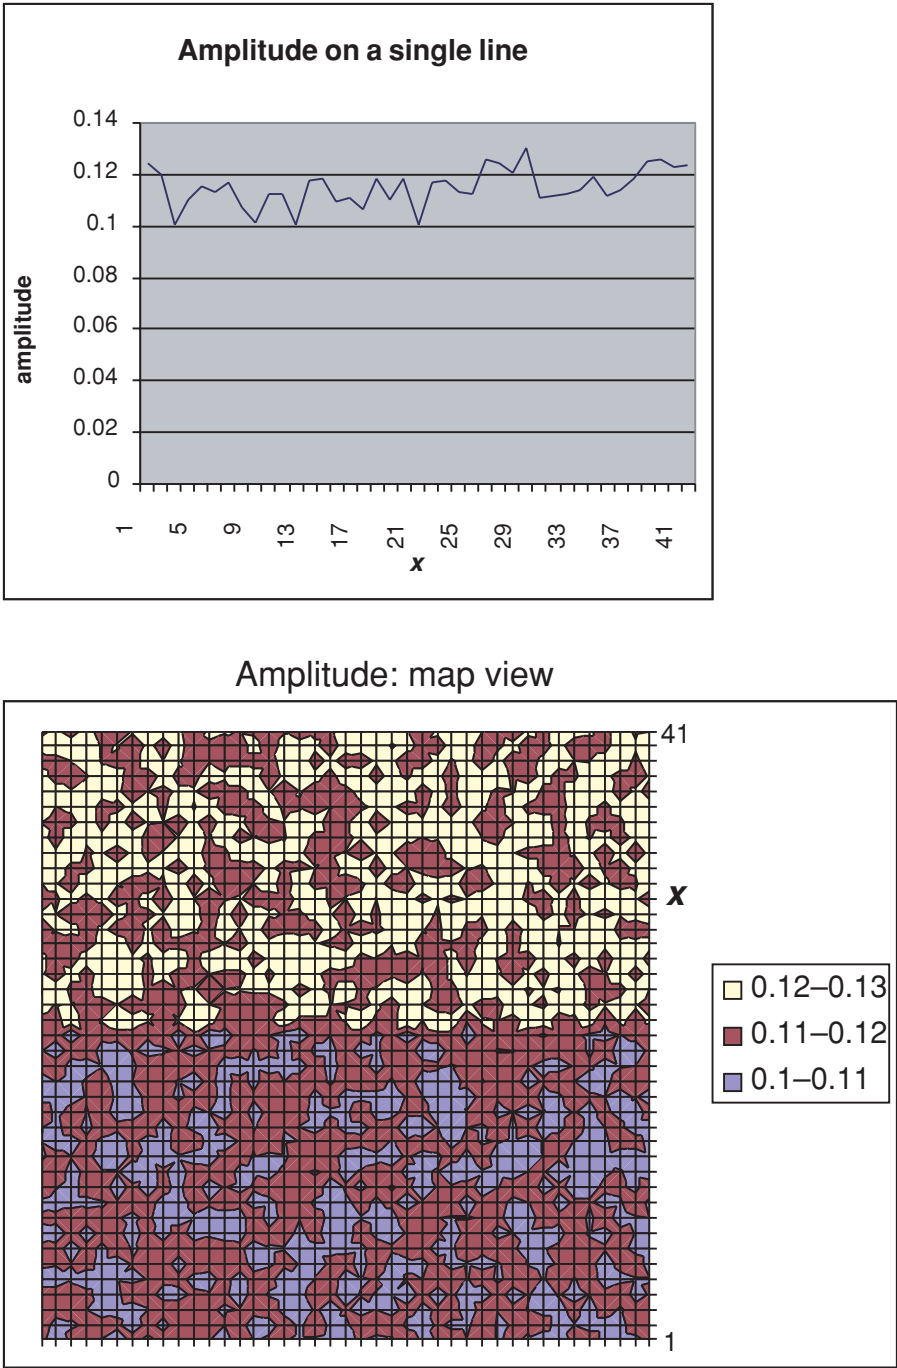 Amplitude on a single line
amplitude
0.14
0.12
0.1
0.08
0.06
0.04
0.02
0
1 5 9 13 17 21 25 29 33 37 41
x
Amplitude: map view
41
x
0.12–0.13
0.11–0.12
0.1–0.11
1